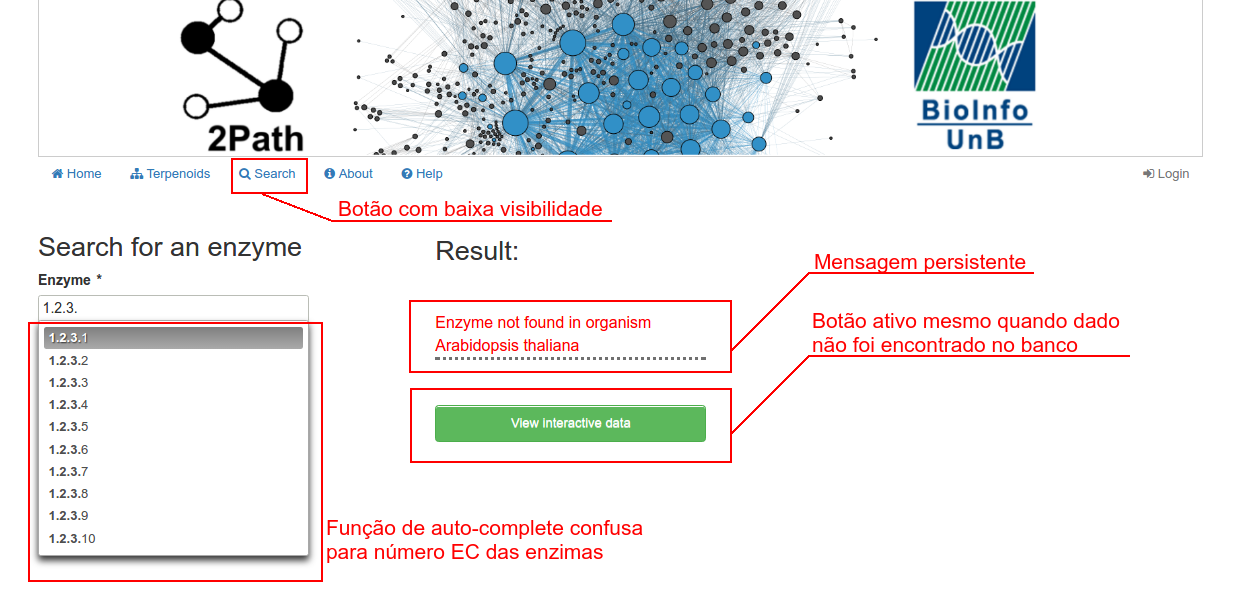 2Path
BioInfo
UnB
Home
Terpenoids
Search
About
Help
Login
Botão com baixa visibilidade
Search for an enzyme
Enzyme *
1.2.3.
1.2.3.1
1.2.3.2
1.2.3.3
1.2.3.4
1.2.3.5
1.2.3.6
1.2.3.7
1.2.3.8
1.2.3.9
1.2.3.10
Função de auto-complete confusa
para número EC das enzimas
Result:
Mensagem persistente
Enzyme not found in organism
Arabidopsis thaliana
Botão ativo mesmo quando dado
não foi encontrado no banco
View interactive data